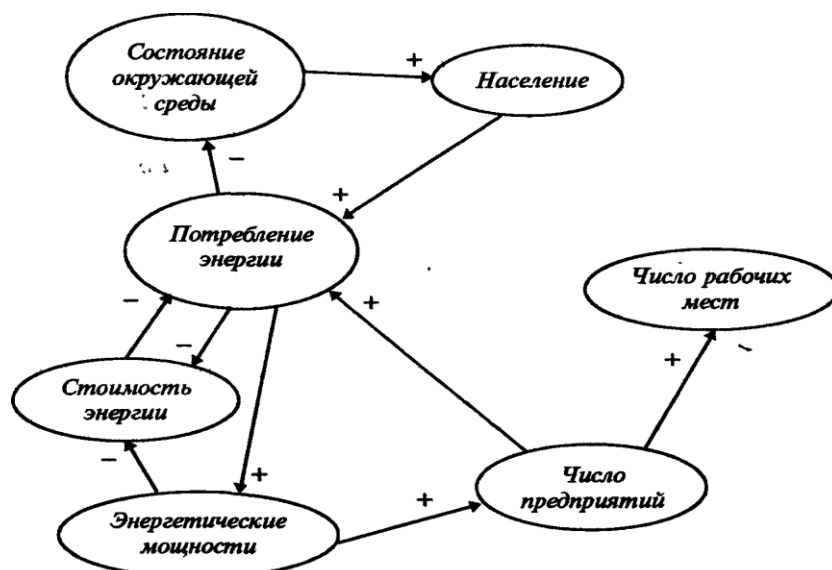 Состояние
окружающей
среды
+
Население
−
+
Потребление
энергии
Число рабочих
мест
−
+
−
+
Стоимость
энергии
−
+
+
Число
предприятий
Энергетические
мощности